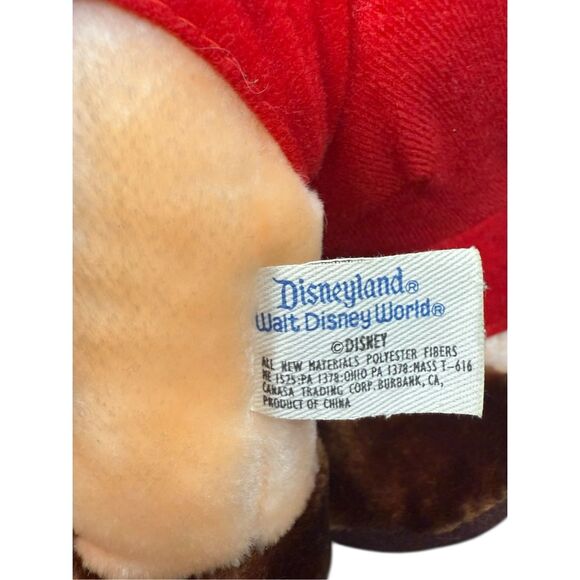 Disneyland®
Walt Disney World®
©DISNEY
ALL NEW MATERIALS POLYESTER FIBERS
ME 1575:PA 1378:OHIO PA 1378:MASS T-616
CANASA TRADING CORP. BURBANK, CA,
PRODUCT OF CHINA